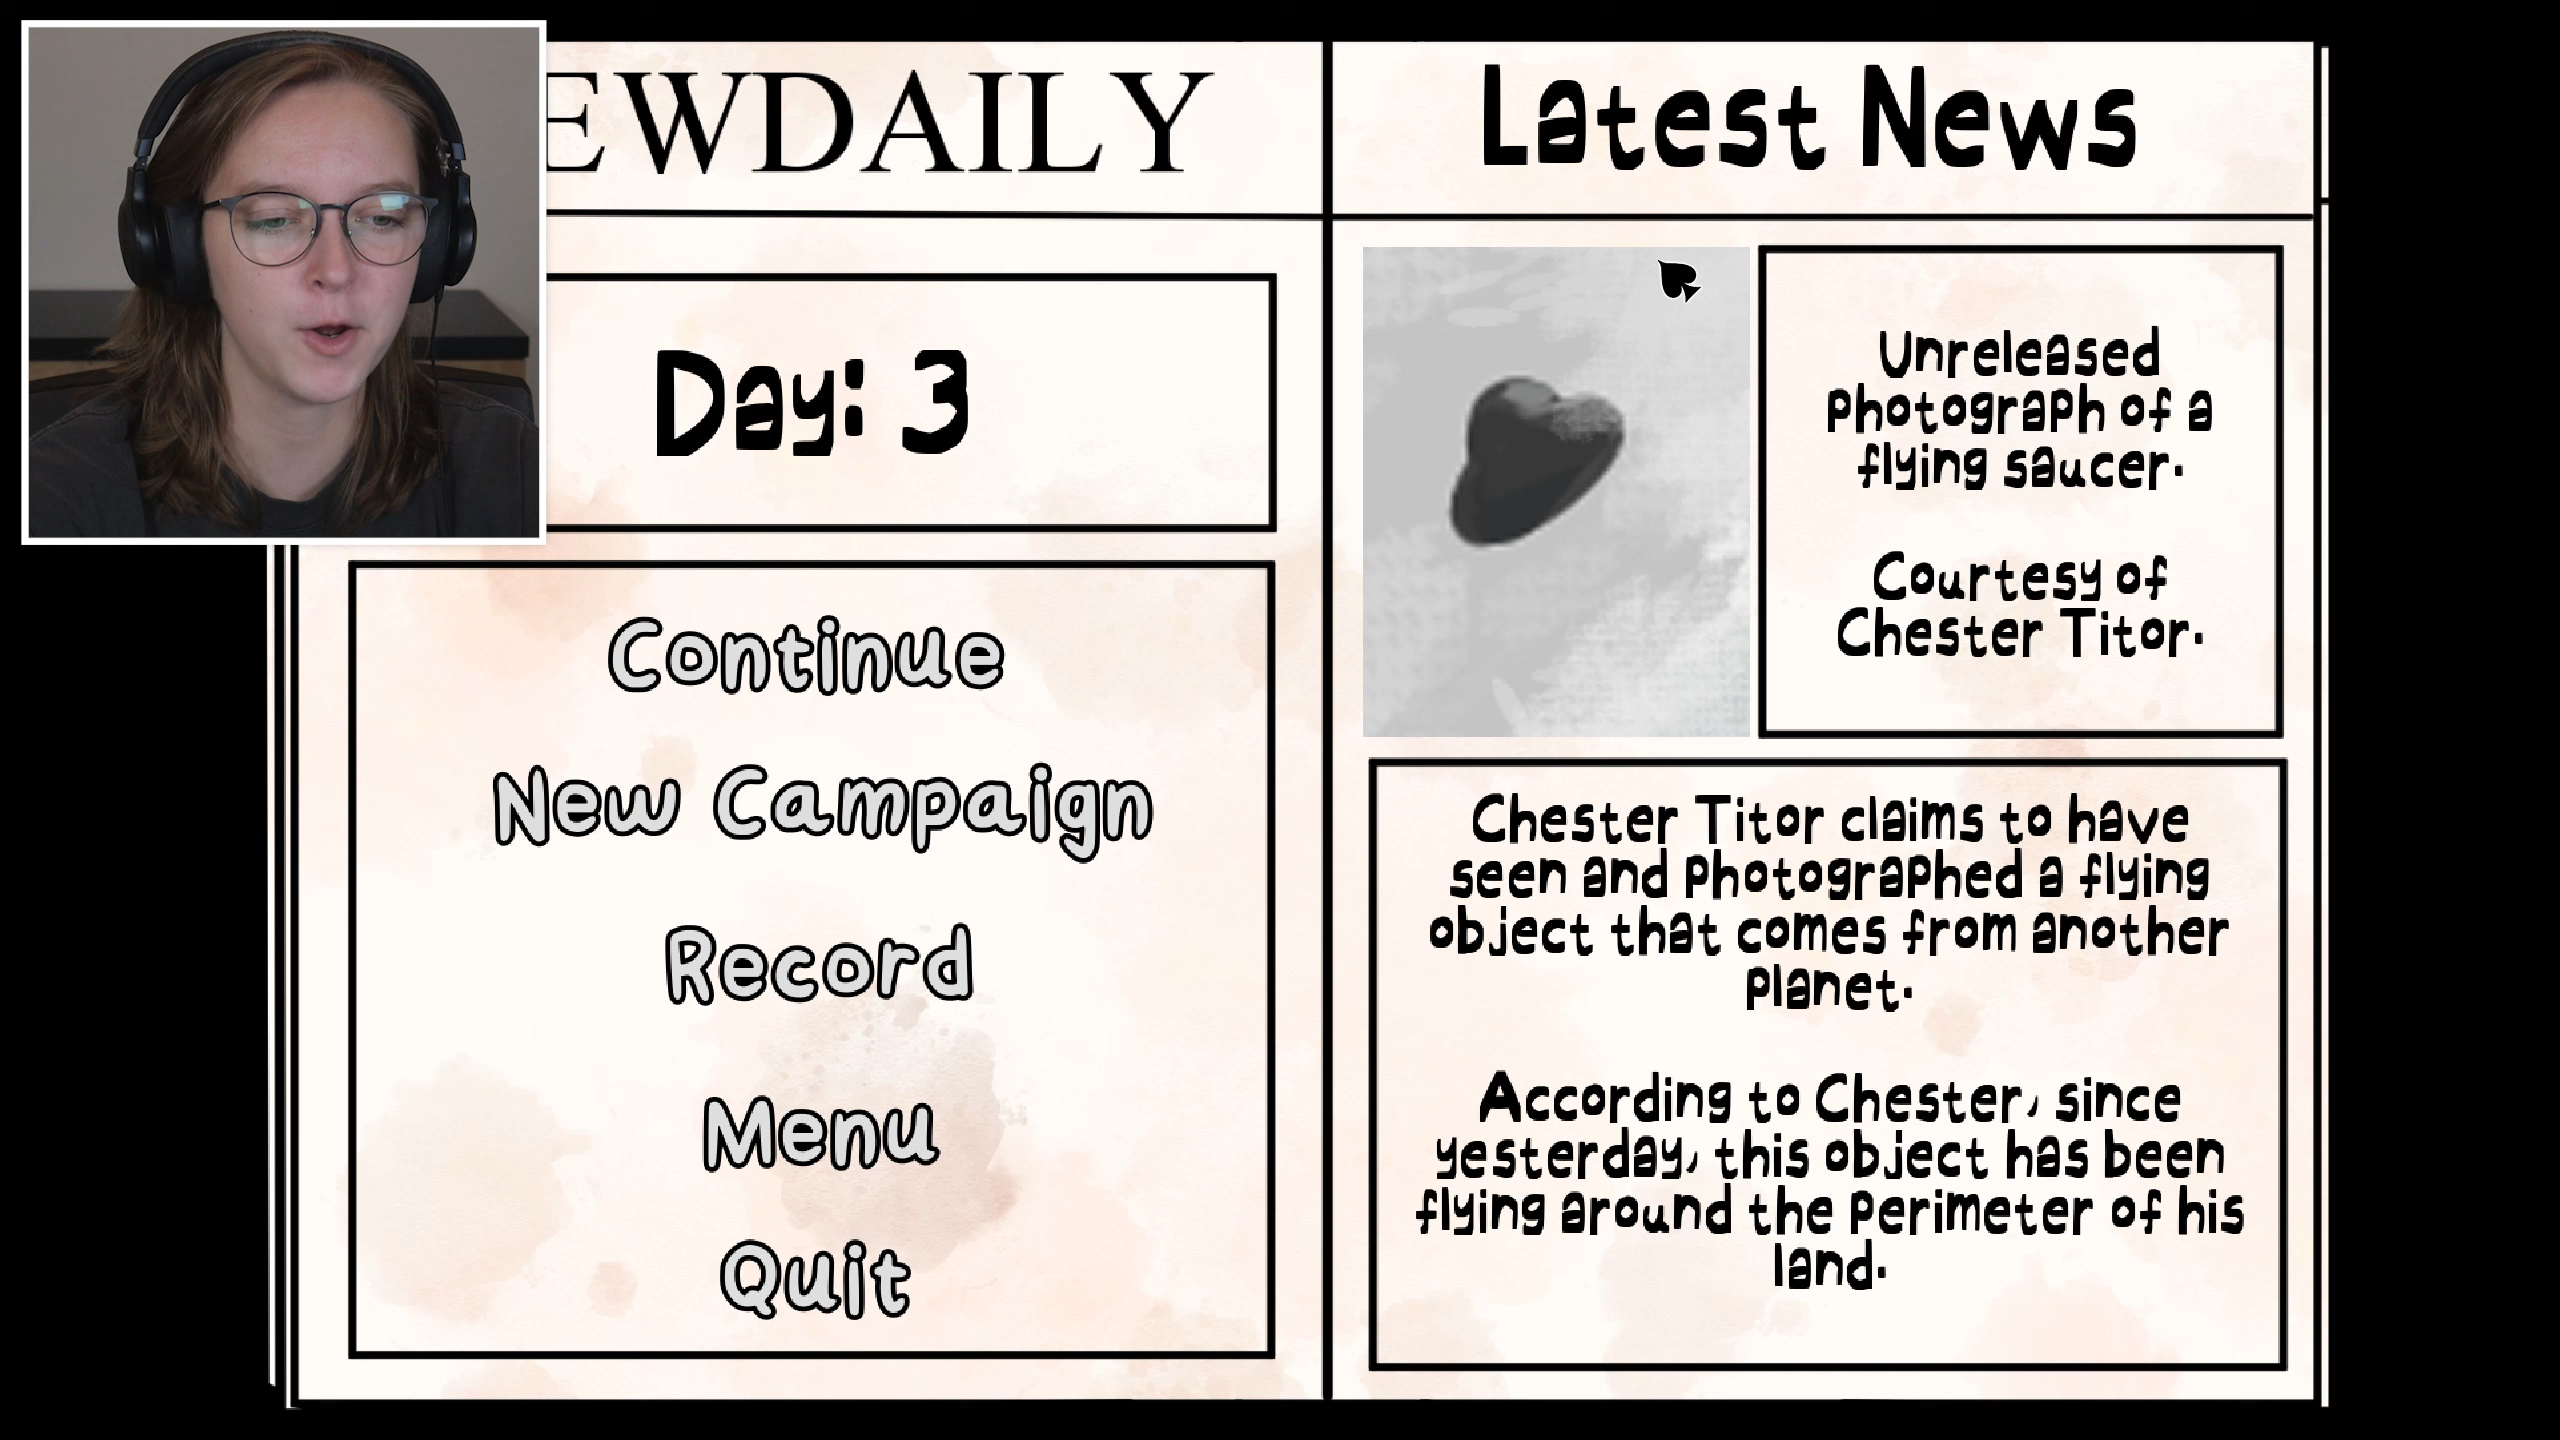 EWDAILY
Latest News
Day: 3
Continue
New Campaign
Record
Menu
Quit
Unreleased
Photograph of a
flying saucer.
Courtesy of
Chester Titor.
Chester Titor claims to have
seen and photographed a flying
object that comes from another
planet.
According to Chester, since
yesterday, this object has been
flying around the perimeter of his
land.